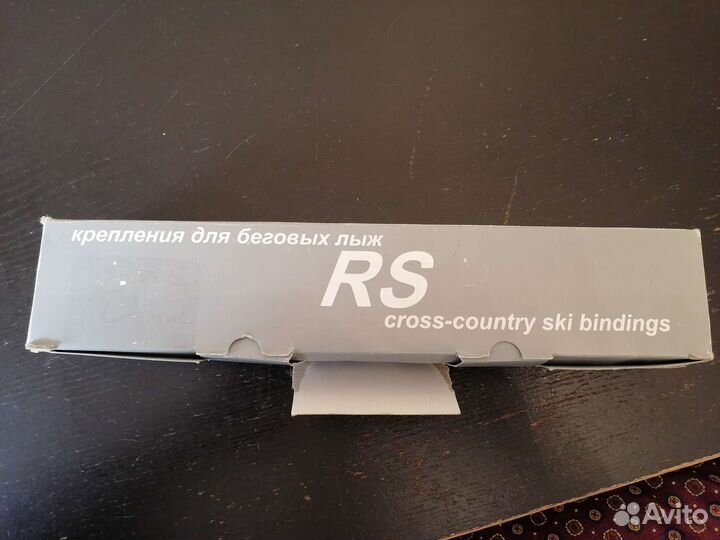 крепления для беговых лыж
RS
cross-country ski bindings
Avito